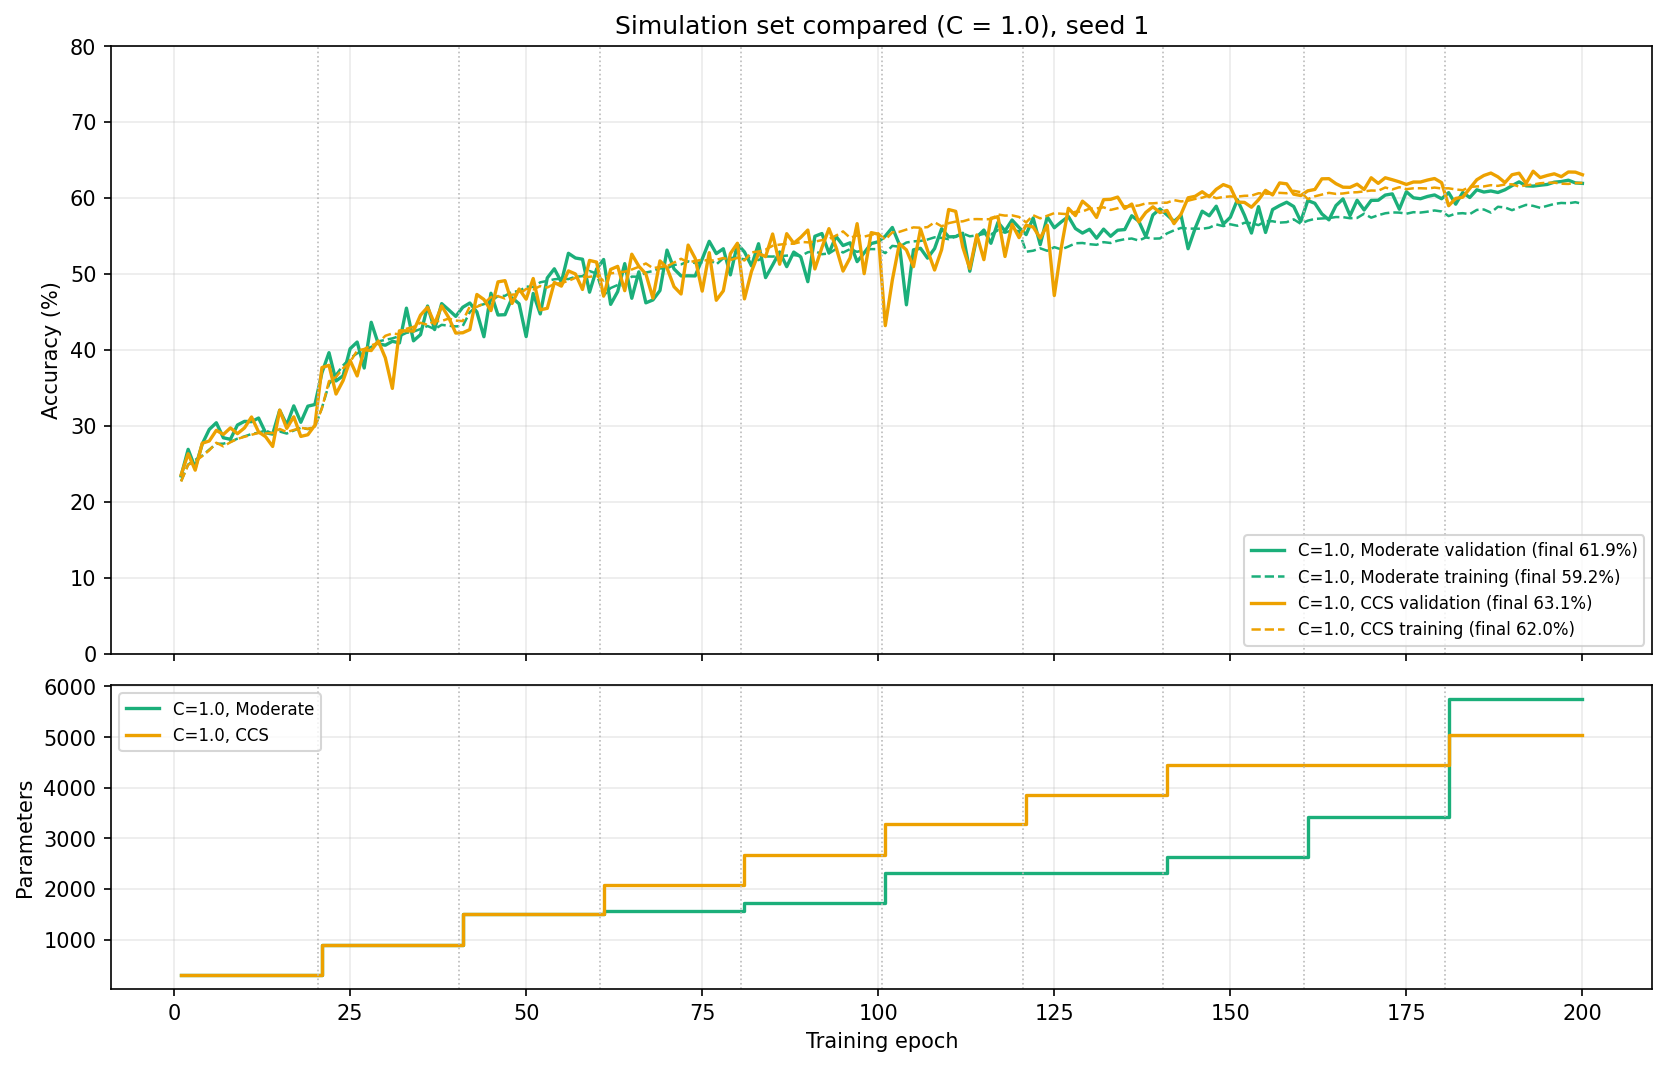 Simulation set compared (C = 1.0), seed 1
80
70
60
50
40
30
20
10
0
Accuracy (%)
C=1.0, Moderate validation (final 61.9%)
C=1.0, Moderate training (final 59.2%)
C=1.0, CCS validation (final 63.1%)
C=1.0, CCS training (final 62.0%)
6000
5000
4000
3000
2000
1000
Parameters
C=1.0, Moderate
C=1.0, CCS
0 25 50 75 100 125 150 175 200
Training epoch